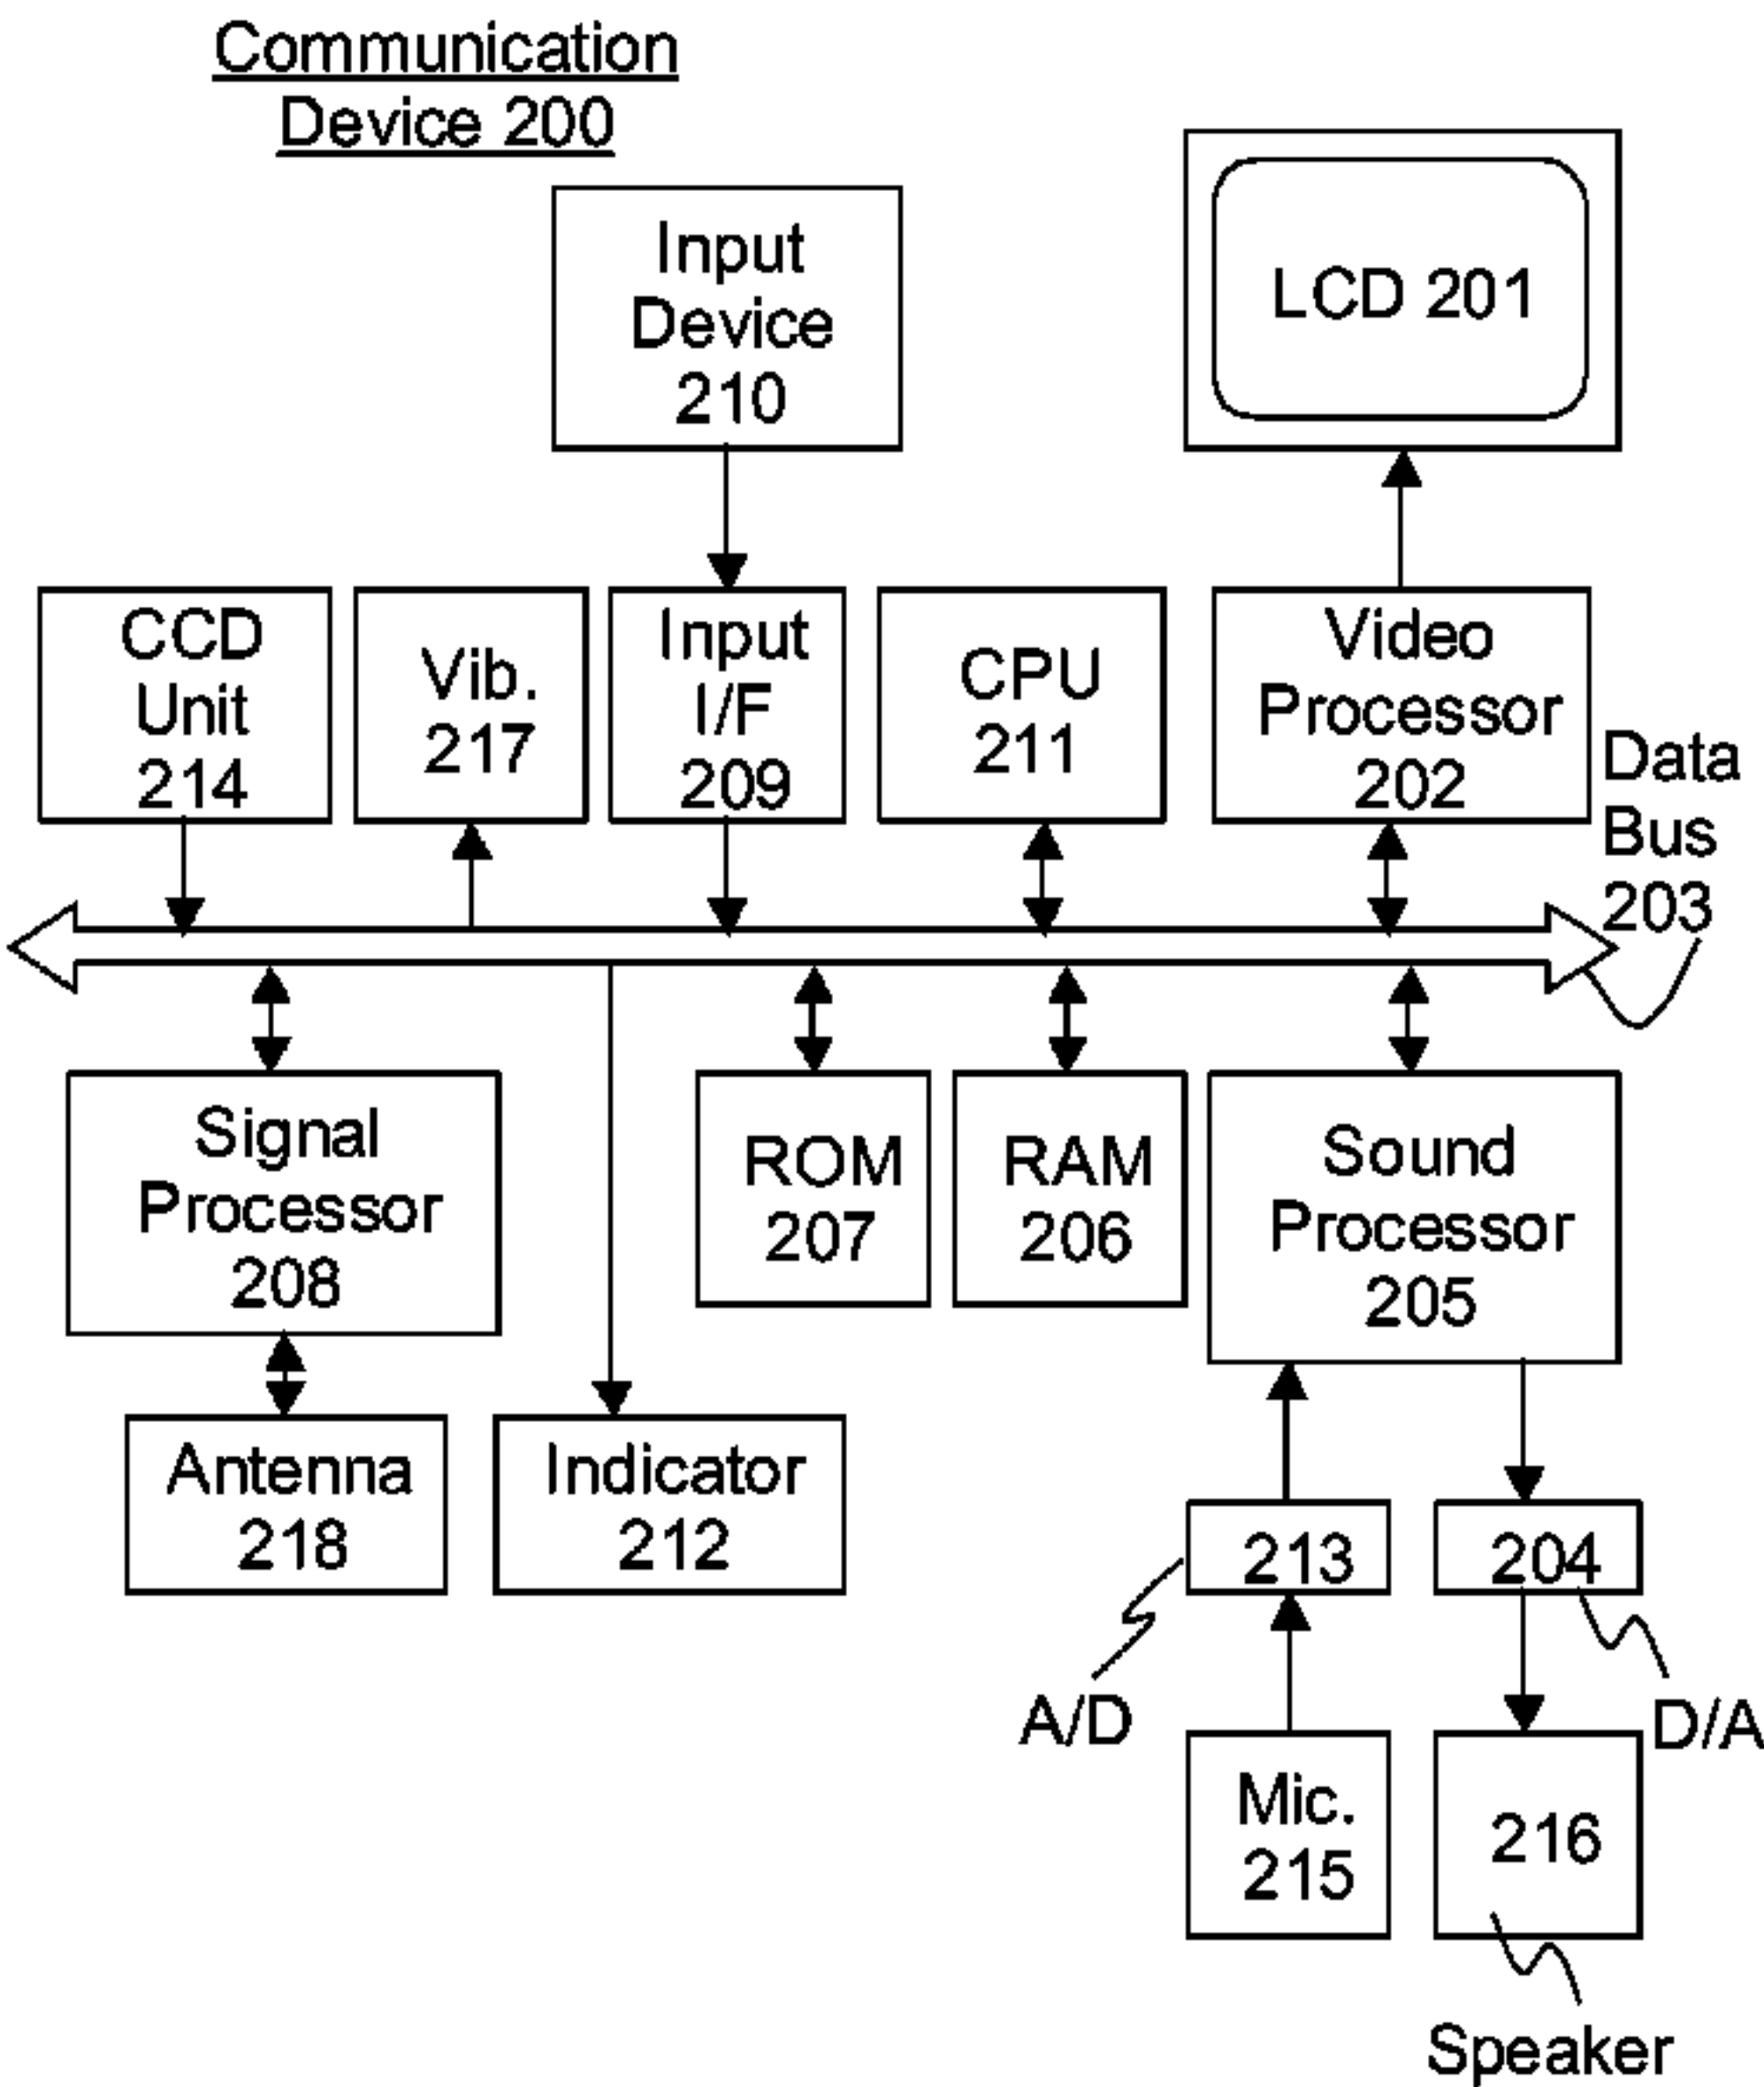 Communication
Device 200
Input
Device
210
LCD 201
CCD
Unit
214
Vib.
217
Input
I/F
209
CPU
211
Video
Processor
202
Data
Bus
203
Signal
Processor
208
ROM
207
RAM
206
Sound
Processor
205
Antenna
218
Indicator
212
213
204
A/D
D/A
Mic.
215
216
Speaker